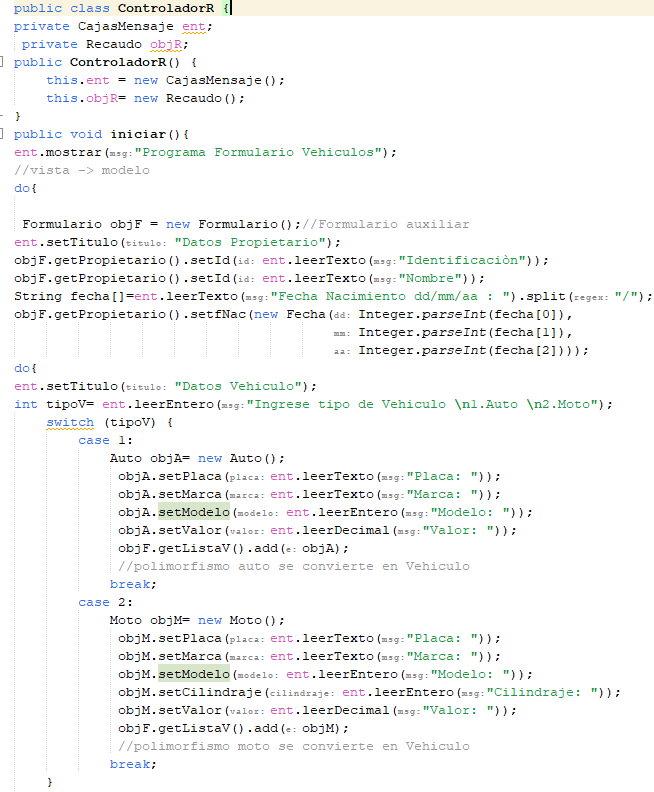 public class ControladorR {
private CajasMensaje ent;
 private Recaudo objR;
public ControladorR() {
    this.ent = new CajasMensaje();
    this.objR= new Recaudo();
}
public void iniciar(){
ent.mostrar(msg:"Programa Formulario Vehiculos");
//vista -> modelo
do{
 Formulario objF = new Formulario();//Formulario auxiliar
ent.setTitulo(titulo: "Datos Propietario");
objF.getPropietario().setId(id: ent.leerTexto(msg:"Identificaciòn"));
objF.getPropietario().setId(id: ent.leerTexto(msg:"Nombre"));
String fecha[]=ent.leerTexto(msg:"Fecha Nacimiento dd/mm/aa : ").split(regex: "/");
objF.getPropietario().setfNac(new Fecha(dd: Integer.parseInt(fecha[0]),
                                        mm: Integer.parseInt(fecha[1]),
                                        aa: Integer.parseInt(fecha[2])));
do{
ent.setTitulo(titulo: "Datos Vehiculo");
int tipoV= ent.leerEntero(msg:"Ingrese tipo de Vehiculo \n1.Auto \n2.Moto");
    switch (tipoV) {
        case 1:
            Auto objA= new Auto();
             objA.setPlaca(placa: ent.leerTexto(msg:"Placa: "));
             objA.setMarca(marca: ent.leerTexto(msg:"Marca: "));
             objA.setModelo(modelo: ent.leerEntero(msg:"Modelo: "));
             objA.setValor(valor: ent.leerDecimal(msg:"Valor: "));
             objF.getListaV().add(e: objA);
             //polimorfismo auto se convierte en Vehiculo
            break;
        case 2:
            Moto objM= new Moto();
             objM.setPlaca(placa: ent.leerTexto(msg:"Placa: "));
             objM.setMarca(marca: ent.leerTexto(msg:"Marca: "));
             objM.setModelo(modelo: ent.leerEntero(msg:"Modelo: "));
             objM.setCilindraje(cilindraje: ent.leerEntero(msg:"Cilindraje: "));
             objM.setValor(valor: ent.leerDecimal(msg:"Valor: "));
             objF.getListaV().add(e: objM);
             //polimorfismo moto se convierte en Vehiculo
            break;
    }